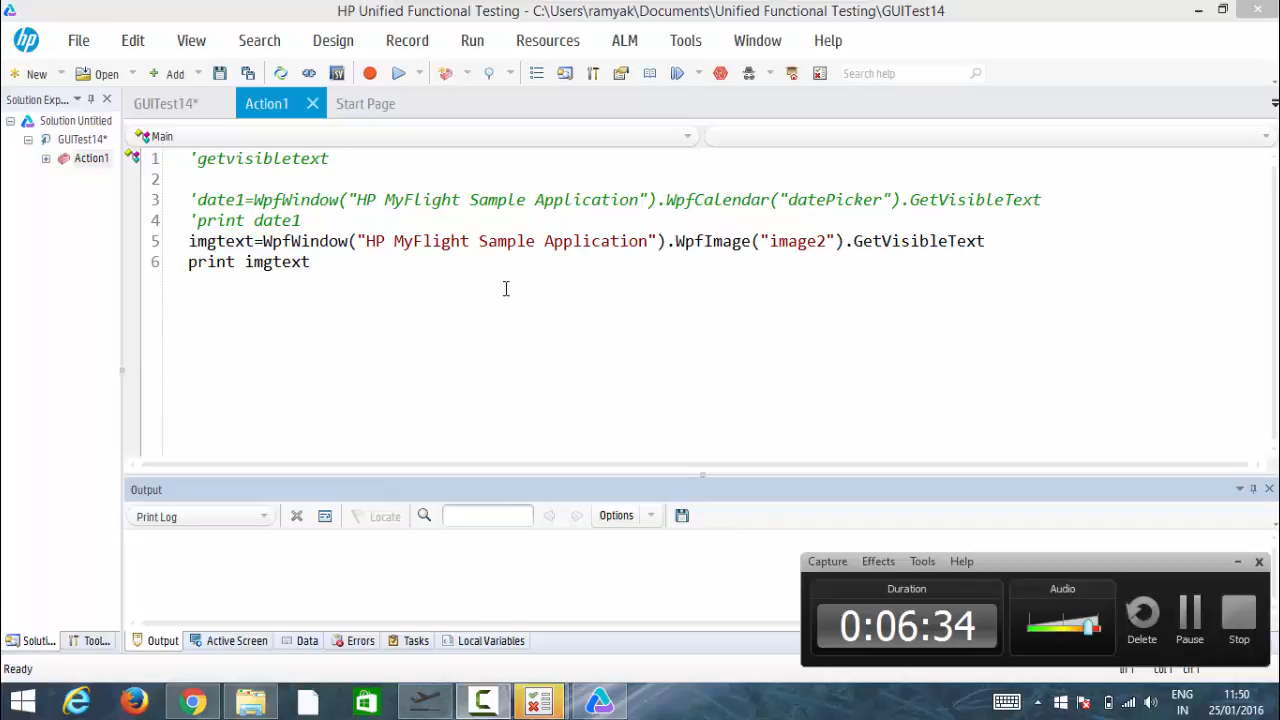 HP Unified Functional Testing - C:\Users\ramyak\Documents\Unified Functional Testing\GUITest14
hp File Edit View Search Design Record Run Resources ALM Tools Window Help
New Open Add Search help
Solution Exp... GUITest14* Action1 Start Page
Solution Untitled
GUITest14*
Action1
Main
1 'getvisibletext
2
3 'date1=WpfWindow("HP MyFlight Sample Application").WpfCalendar("datePicker").GetVisibleText
4 'print date1
5 imgtext=WpfWindow("HP MyFlight Sample Application").WpfImage("image2").GetVisibleText
6 print imgtext
Output
Print Log Locate Options
Capture Effects Tools Help
Duration Audio
0:06:34
Delete Pause Stop
Soluti... Tool... Output Active Screen Data Errors Tasks Local Variables
Ready
ENG 11:50
IN 25/01/2016